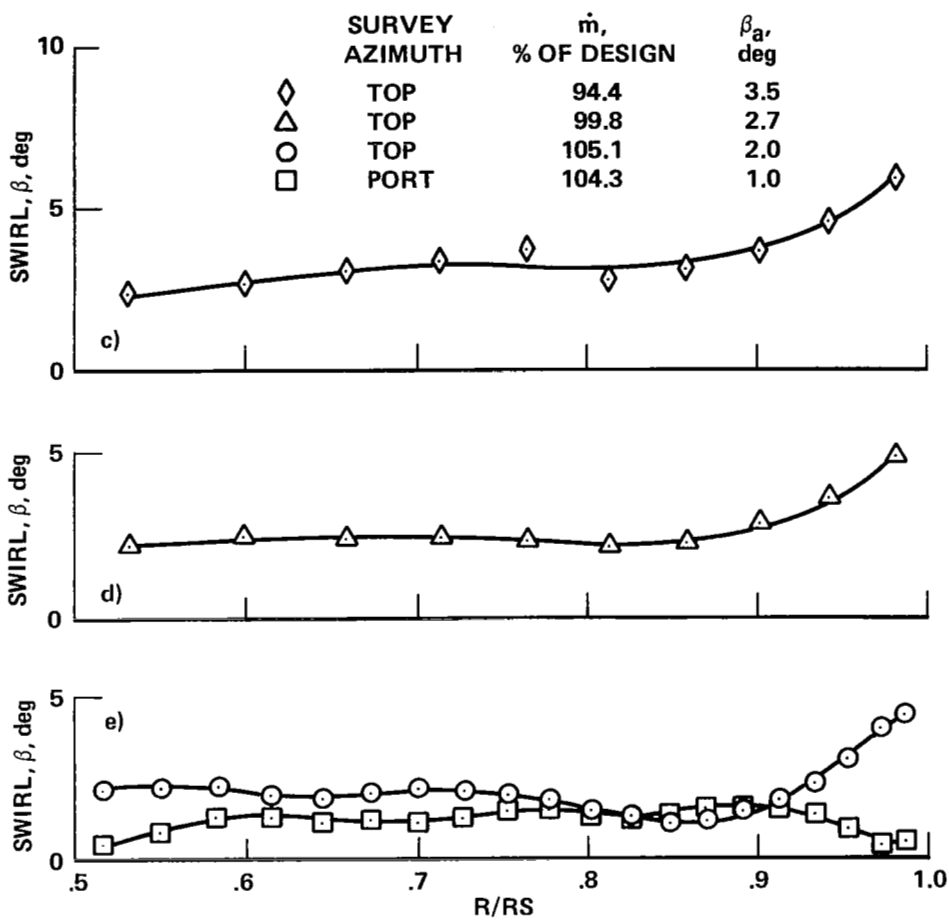 SURVEY AZIMUTH
ṁ, % OF DESIGN
βa, deg
TOP 94.4 3.5
TOP 99.8 2.7
TOP 105.1 2.0
PORT 104.3 1.0
SWIRL, β, deg
10
5
0
c)
SWIRL, β, deg
5
0
d)
SWIRL, β, deg
5
0
e)
.5 .6 .7 .8 .9 1.0
R/RS